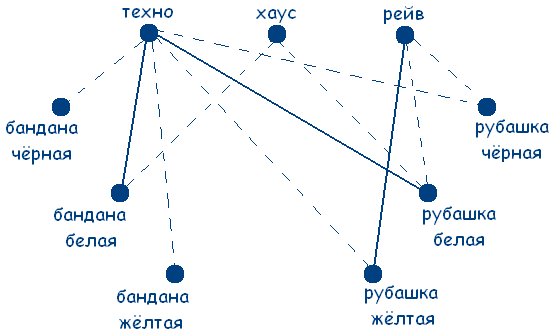 техно
хаус
рейв
бандана
чёрная
рубашка
чёрная
бандана
белая
рубашка
белая
бандана
жёлтая
рубашка
жёлтая